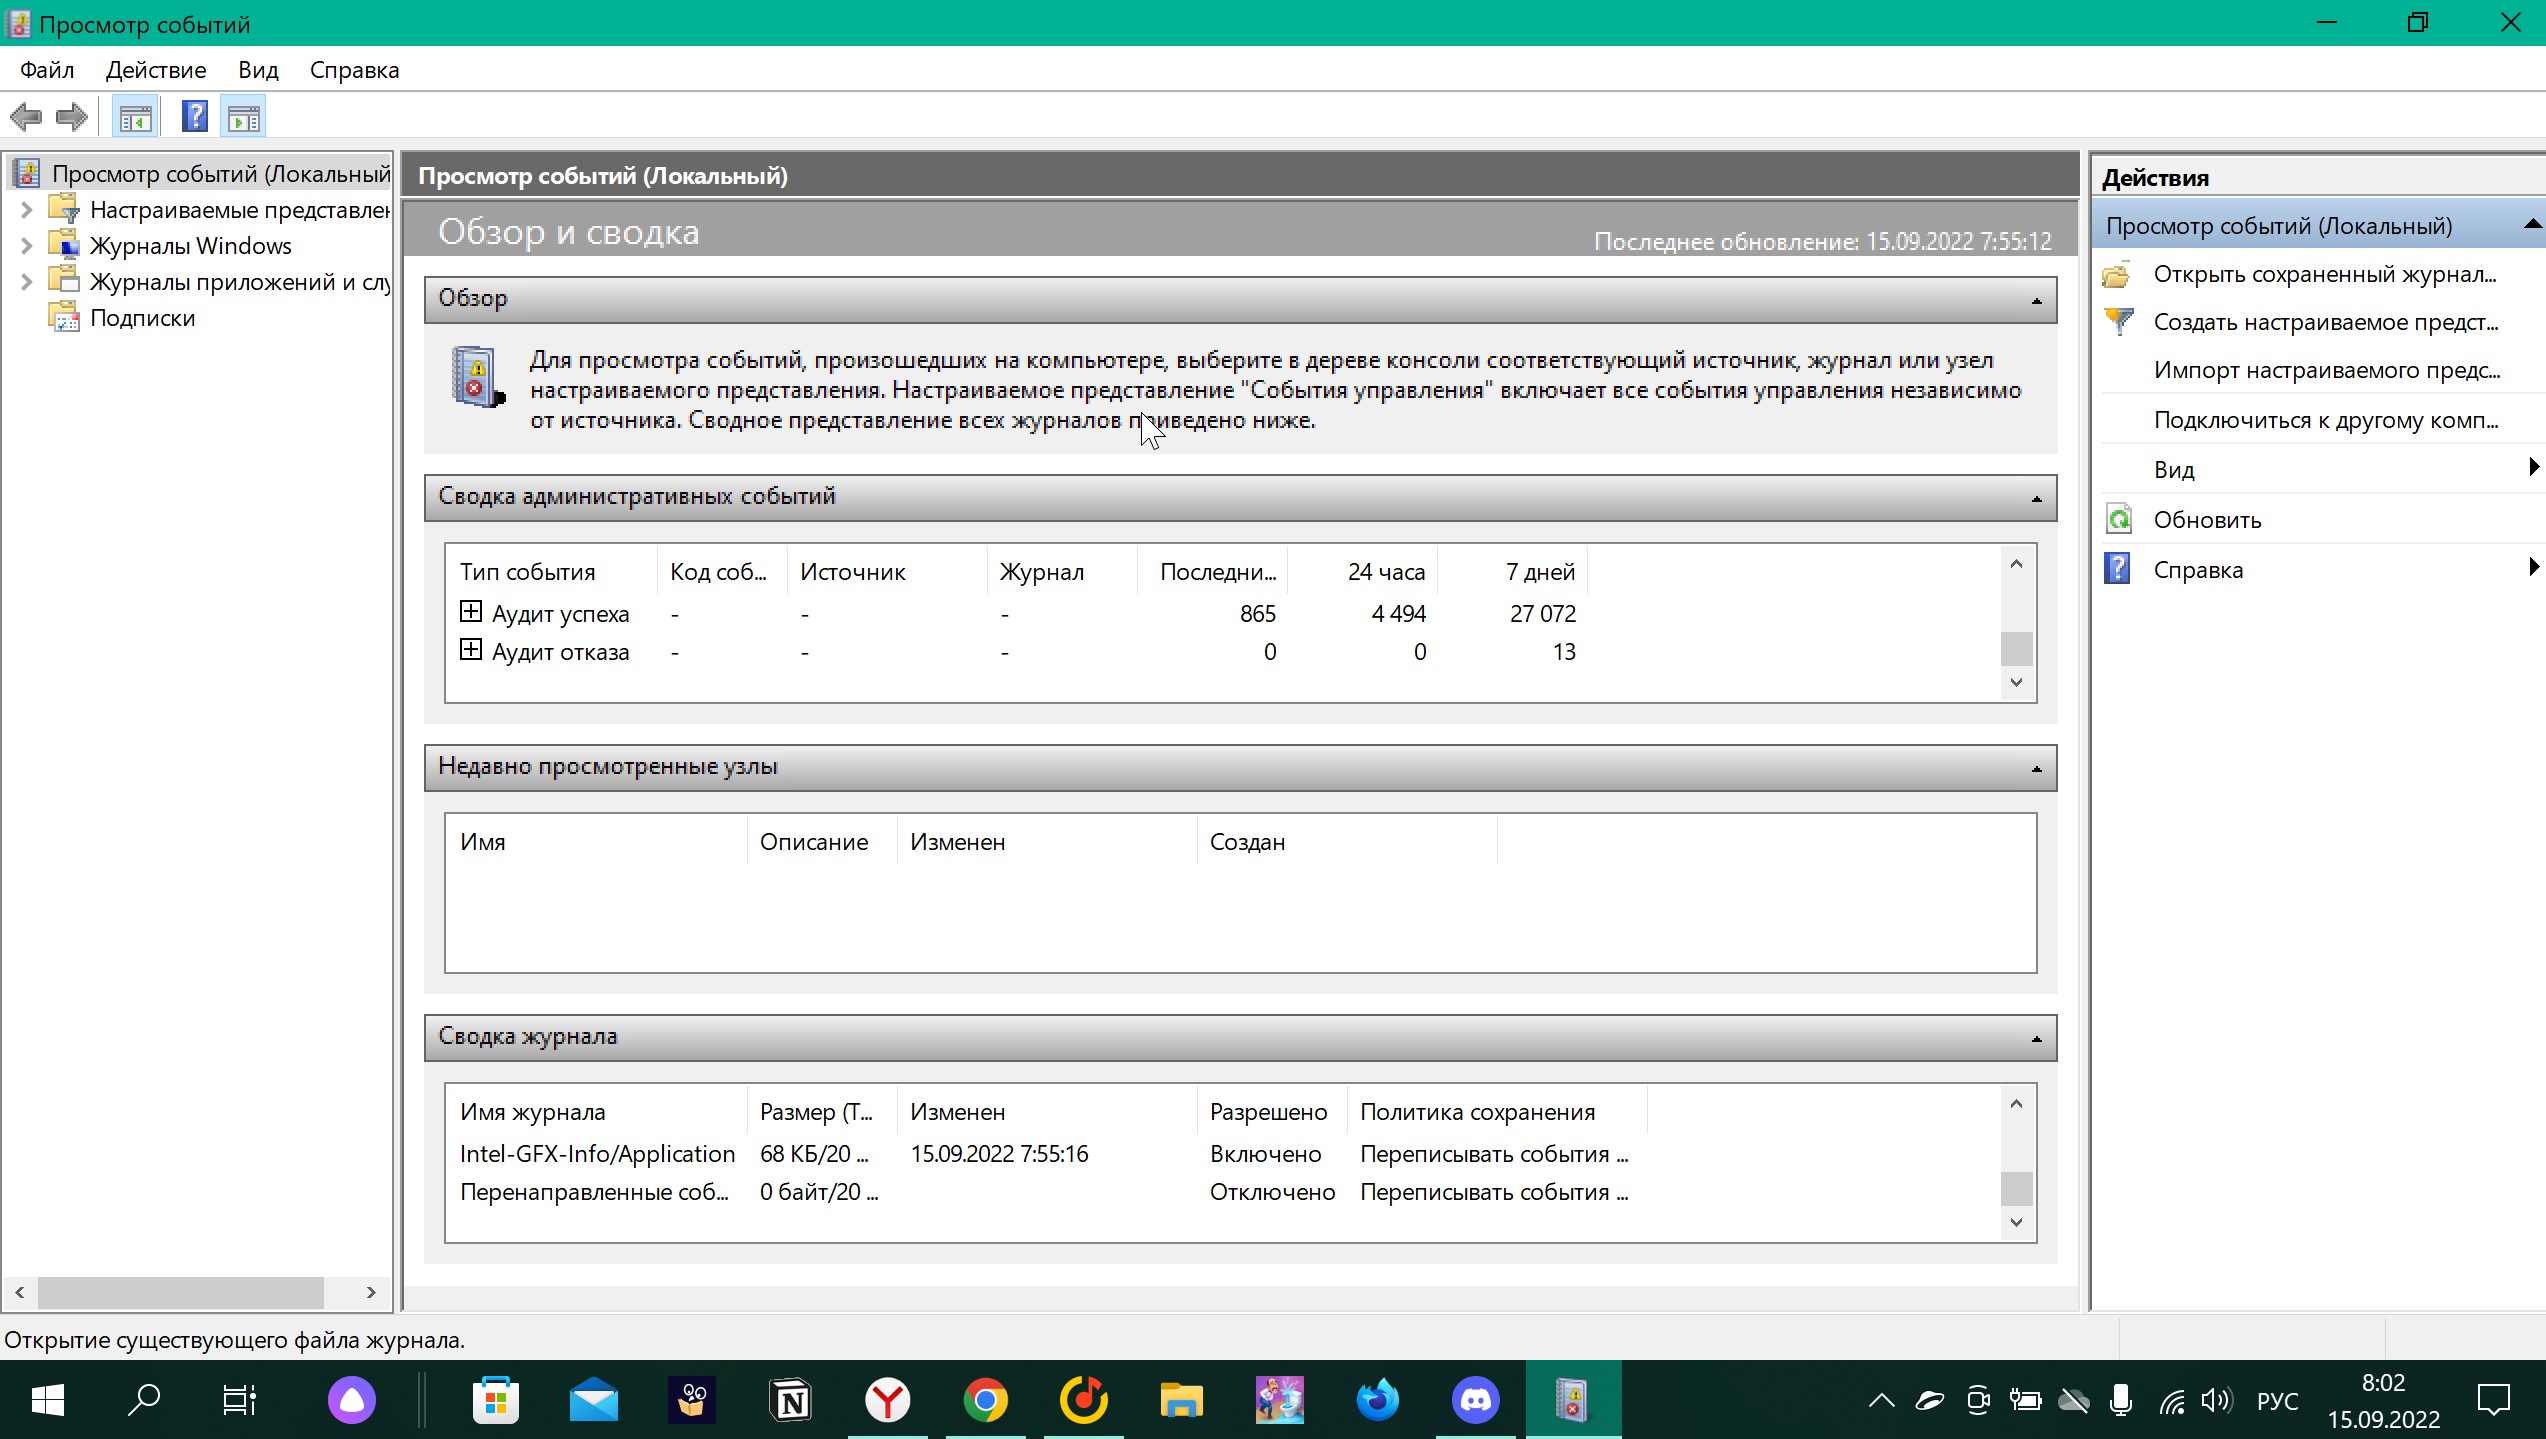 Просмотр событий
Файл Действие Вид Справка
Просмотр событий (Локальный
Настраиваемые представлен
Журналы Windows
Журналы приложений и слу
Подписки
Просмотр событий (Локальный)
Обзор и сводка
Последнее обновление: 15.09.2022 7:55:12
Обзор
Для просмотра событий, произошедших на компьютере, выберите в дереве консоли соответствующий источник, журнал или узел
настраиваемого представления. Настраиваемое представление "События управления" включает все события управления независимо
от источника. Сводное представление всех журналов приведено ниже.
Сводка административных событий
Тип события Код соб... Источник Журнал Последни... 24 часа 7 дней
Аудит успеха - - - 865 4 494 27 072
Аудит отказа - - - 0 0 13
Недавно просмотренные узлы
Имя Описание Изменен Создан
Сводка журнала
Имя журнала Размер (Т... Изменен Разрешено Политика сохранения
Intel-GFX-Info/Application 68 КБ/20 ... 15.09.2022 7:55:16 Включено Переписывать события ...
Перенаправленные соб... 0 байт/20 ... Отключено Переписывать события ...
Действия
Просмотр событий (Локальный)
Открыть сохраненный журнал...
Создать настраиваемое предст...
Импорт настраиваемого предс...
Подключиться к другому комп...
Вид
Обновить
Справка
Открытие существующего файла журнала.
РУС
8:02
15.09.2022